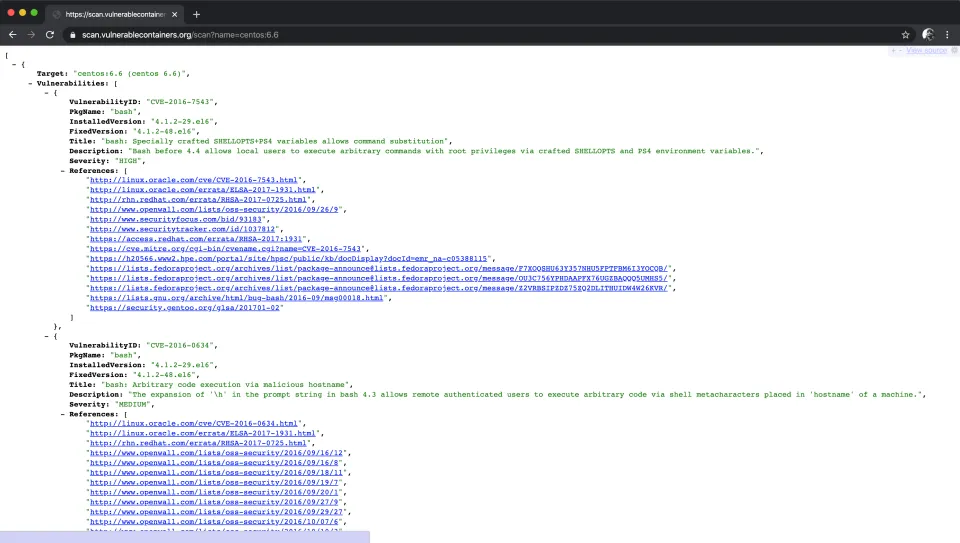 https://scan.vulnerablecontainer
scan.vulnerablecontainers.org/scan?name=centos:6.6
+ - View source
[
- {
Target: "centos:6.6 (centos 6.6)",
- Vulnerabilities: [
- {
VulnerabilityID: "CVE-2016-7543",
PkgName: "bash",
InstalledVersion: "4.1.2-29.el6",
FixedVersion: "4.1.2-48.el6",
Title: "bash: Specially crafted SHELLOPTS+PS4 variables allows command substitution",
Description: "Bash before 4.4 allows local users to execute arbitrary commands with root privileges via crafted SHELLOPTS and PS4 environment variables.",
Severity: "HIGH",
- References: [
"http://linux.oracle.com/cve/CVE-2016-7543.html",
"http://linux.oracle.com/errata/ELSA-2017-1931.html",
"http://rhn.redhat.com/errata/RHSA-2017-0725.html",
"http://www.openwall.com/lists/oss-security/2016/09/26/9",
"http://www.securityfocus.com/bid/93183",
"http://www.securitytracker.com/id/1037812",
"https://access.redhat.com/errata/RHSA-2017:1931",
"https://cve.mitre.org/cgi-bin/cvename.cgi?name=CVE-2016-7543",
"https://h20566.www2.hpe.com/portal/site/hpsc/public/kb/docDisplay?docId=emr_na-c05388115",
"https://lists.fedoraproject.org/archives/list/package-announce@lists.fedoraproject.org/message/F7XOQSHU63Y357NHU5FPTFBM6I3YOCQB/",
"https://lists.fedoraproject.org/archives/list/package-announce@lists.fedoraproject.org/message/OU3C756YPHDAAPFX76UGZBAQQQ5UMHS5/",
"https://lists.fedoraproject.org/archives/list/package-announce@lists.fedoraproject.org/message/Z2VRBSIPZDZ75ZQ2DLITHUIDW4W26KVR/",
"https://lists.gnu.org/archive/html/bug-bash/2016-09/msg00018.html",
"https://security.gentoo.org/glsa/201701-02"
]
},
- {
VulnerabilityID: "CVE-2016-0634",
PkgName: "bash",
InstalledVersion: "4.1.2-29.el6",
FixedVersion: "4.1.2-48.el6",
Title: "bash: Arbitrary code execution via malicious hostname",
Description: "The expansion of '\h' in the prompt string in bash 4.3 allows remote authenticated users to execute arbitrary code via shell metacharacters placed in 'hostname' of a machine.",
Severity: "MEDIUM",
- References: [
"http://linux.oracle.com/cve/CVE-2016-0634.html",
"http://linux.oracle.com/errata/ELSA-2017-1931.html",
"http://rhn.redhat.com/errata/RHSA-2017-0725.html",
"http://www.openwall.com/lists/oss-security/2016/09/16/12",
"http://www.openwall.com/lists/oss-security/2016/09/16/8",
"http://www.openwall.com/lists/oss-security/2016/09/18/11",
"http://www.openwall.com/lists/oss-security/2016/09/19/7",
"http://www.openwall.com/lists/oss-security/2016/09/20/1",
"http://www.openwall.com/lists/oss-security/2016/09/27/9",
"http://www.openwall.com/lists/oss-security/2016/09/29/27",
"http://www.openwall.com/lists/oss-security/2016/10/07/6",